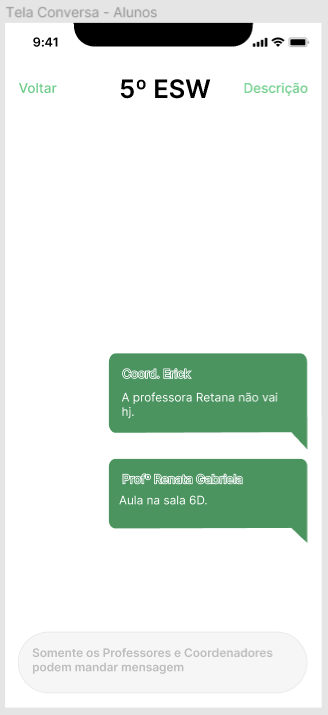 Tela Conversa - Alunos
9:41
Voltar 5º ESW Descrição
Coord. Erick
A professora Retana não vai
hj.
Profº Renata Gabriela
Aula na sala 6D.
Somente os Professores e Coordenadores
podem mandar mensagem